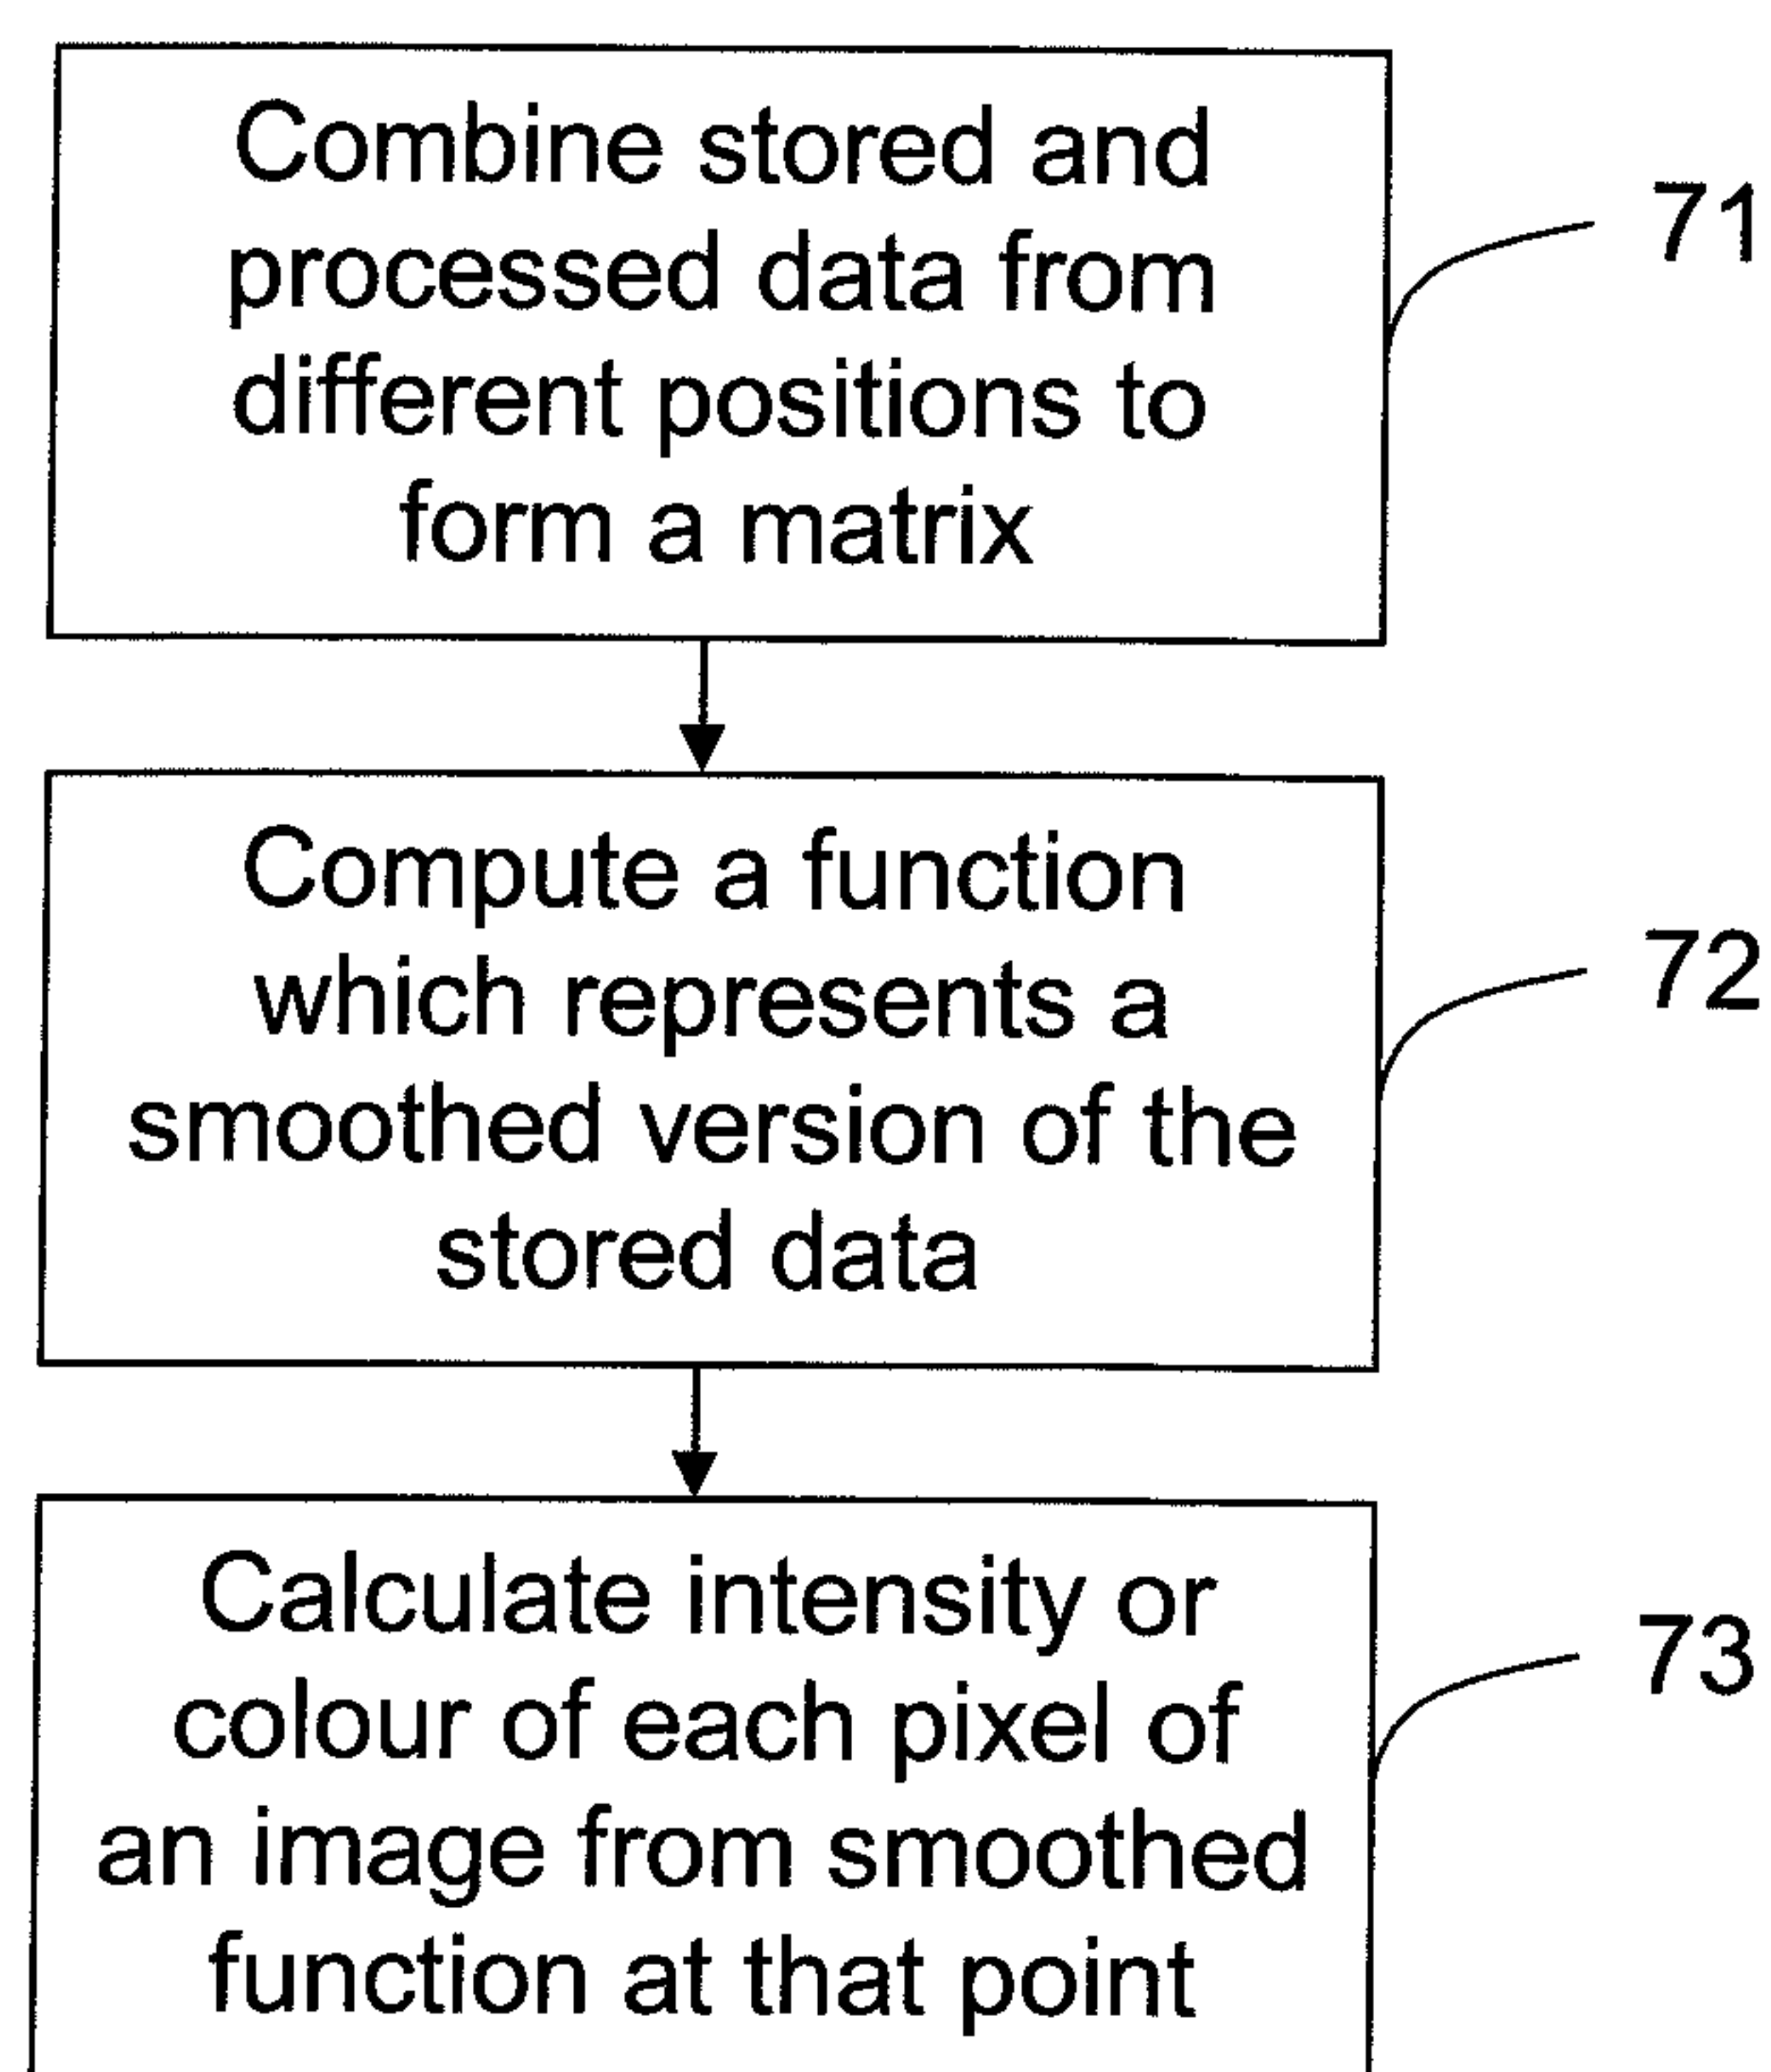 Combine stored and
processed data from
different positions to
form a matrix
71
Compute a function
which represents a
smoothed version of the
stored data
72
Calculate intensity or
colour of each pixel of
an image from smoothed
function at that point
73